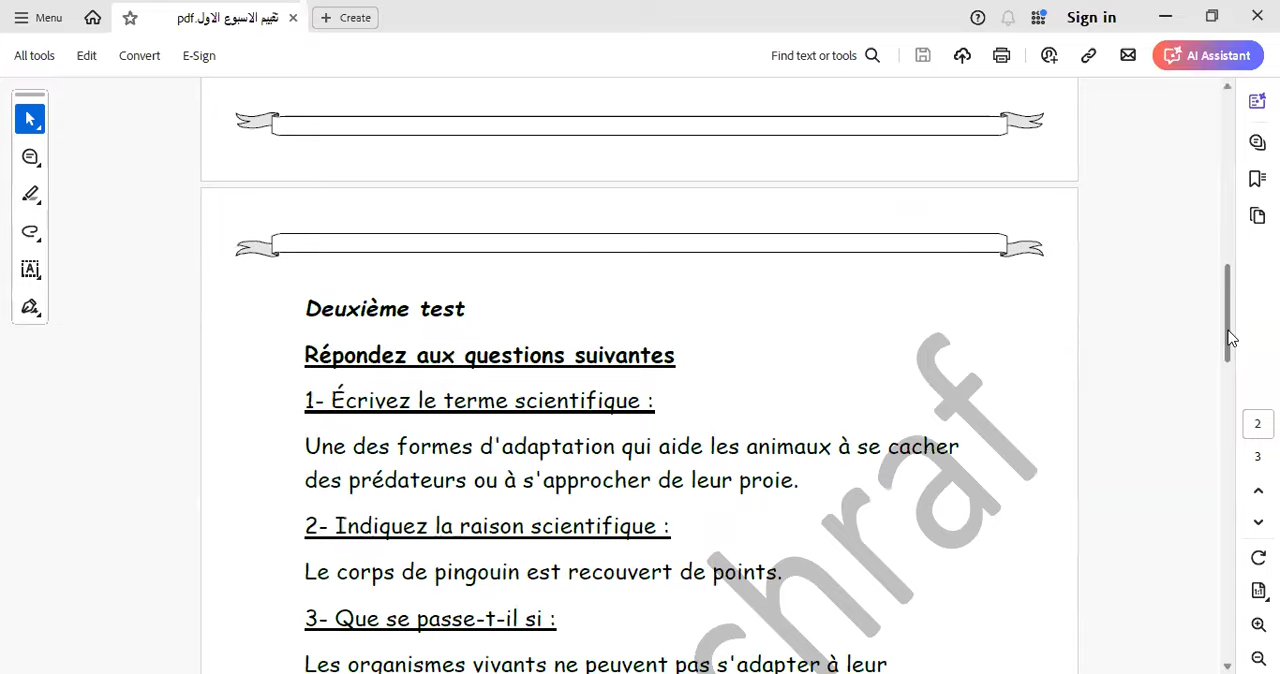 Menu
تقييم الاسبوع الاول.pdf
Create
Sign in
All tools
Edit
Convert
E-Sign
Find text or tools
AI Assistant
Deuxième test
Répondez aux questions suivantes
1- Écrivez le terme scientifique :
Une des formes d'adaptation qui aide les animaux à se cacher
des prédateurs ou à s'approcher de leur proie.
2- Indiquez la raison scientifique :
Le corps de pingouin est recouvert de points.
3- Que se passe-t-il si :
Les organismes vivants ne peuvent pas s'adapter à leur
chraf
2
3